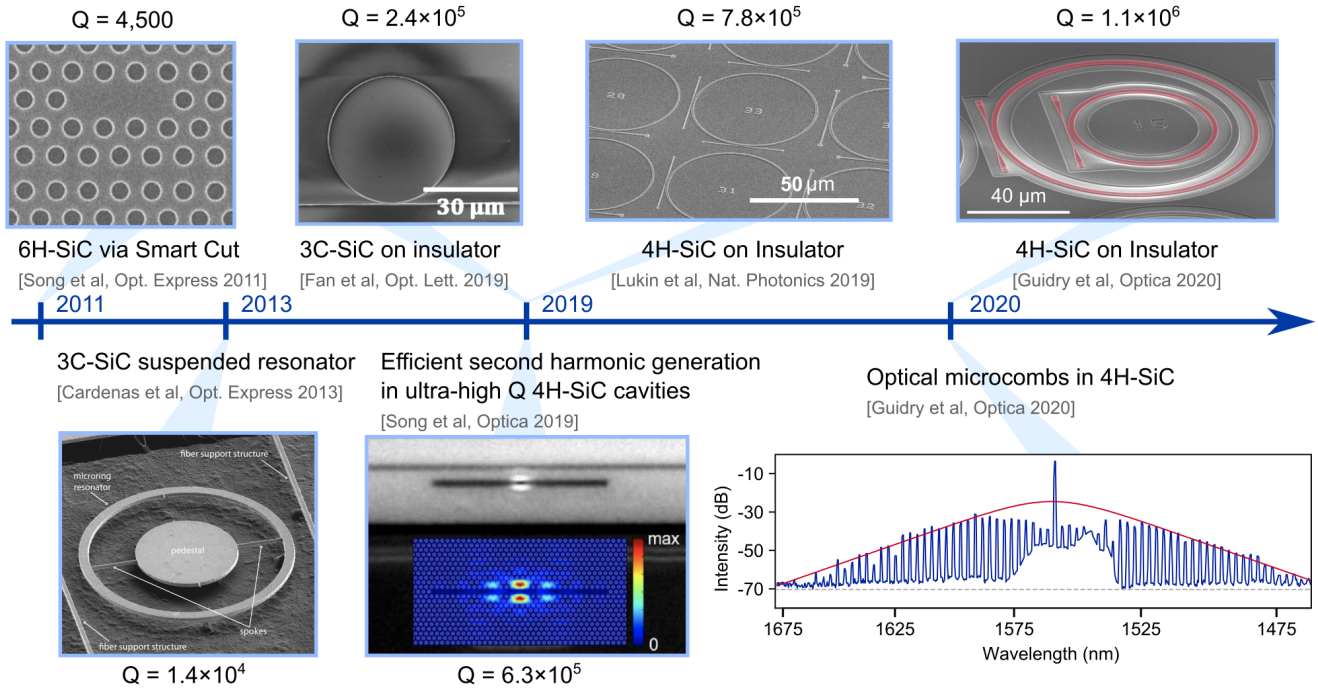 Q = 4,500
Q = 2.4×10⁵
Q = 7.8×10⁵
Q = 1.1×10⁶
30 μm
28
33
8
31
32
50 μm
15
40 μm
6H-SiC via Smart Cut
[Song et al, Opt. Express 2011]
3C-SiC on insulator
[Fan et al, Opt. Lett. 2019]
4H-SiC on Insulator
[Lukin et al, Nat. Photonics 2019]
4H-SiC on Insulator
[Guidry et al, Optica 2020]
2011
2013
2019
2020
3C-SiC suspended resonator
[Cardenas et al, Opt. Express 2013]
Efficient second harmonic generation
in ultra-high Q 4H-SiC cavities
[Song et al, Optica 2019]
Optical microcombs in 4H-SiC
[Guidry et al, Optica 2020]
fiber support structure
microring
resonator
pedestal
spokes
fiber support structure
Q = 1.4×10⁴
max
0
Q = 6.3×10⁵
Intensity (dB)
-10
-30
-50
-70
1675
1625
1575
1525
1475
Wavelength (nm)